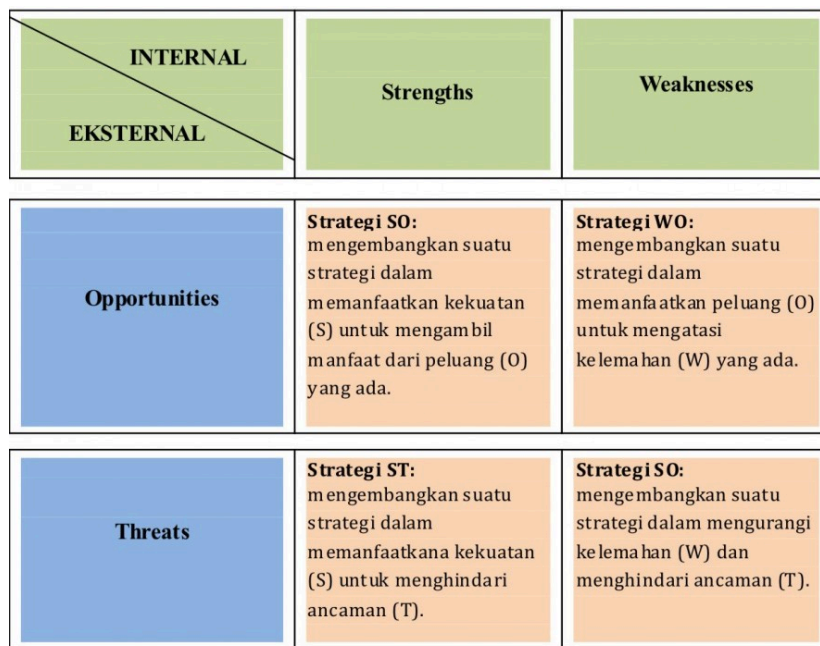 INTERNAL
EKSTERNAL
Strengths
Weaknesses
Opportunities
Strategi SO:
mengembangkan suatu
strategi dalam
memanfaatkan kekuatan
(S) untuk mengambil
manfaat dari peluang (O)
yang ada.
Strategi WO:
mengembangkan suatu
strategi dalam
memanfaatkan peluang (O)
untuk mengatasi
kelemahan (W) yang ada.
Threats
Strategi ST:
mengembangkan suatu
strategi dalam
memanfaatkana kekuatan
(S) untuk menghindari
ancaman (T).
Strategi SO:
mengembangkan suatu
strategi dalam mengurangi
kelemahan (W) dan
menghindari ancaman (T).